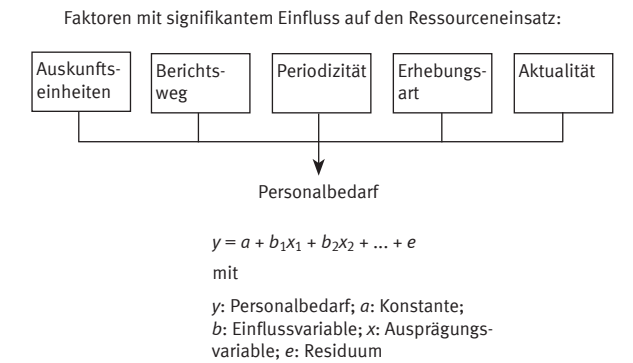 Faktoren mit signifikantem Einfluss auf den Ressourceneinsatz:
Auskunfts-
einheiten
Berichts-
weg
Periodizität
Erhebungs-
art
Aktualität
Personalbedarf
y = a + b₁x₁ + b₂x₂ + ... + e
mit
y: Personalbedarf; a: Konstante;
b: Einflussvariable; x: Ausprägungs-
variable; e: Residuum